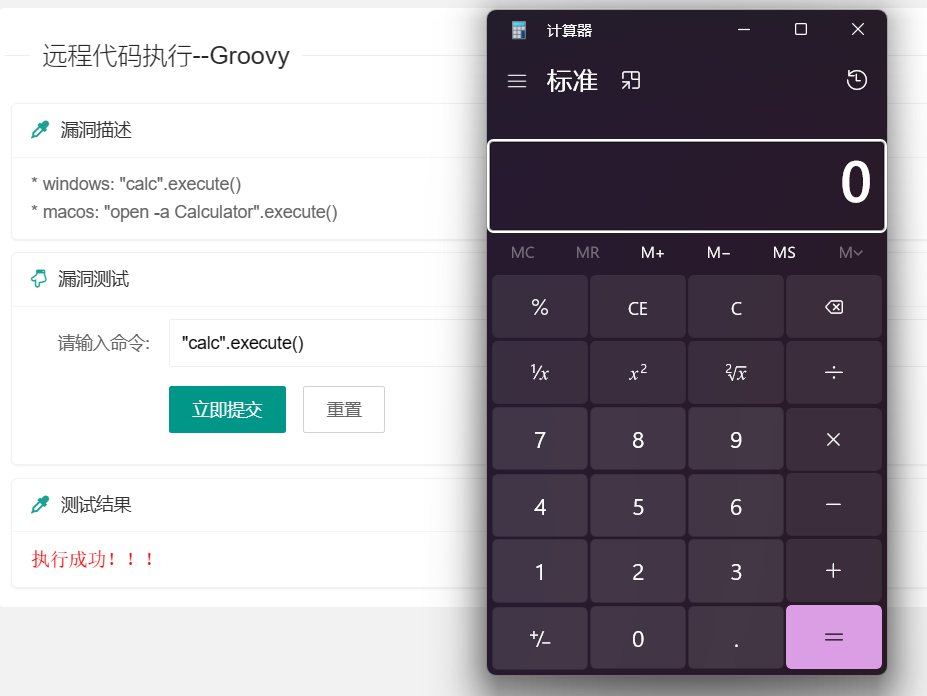 远程代码执行--Groovy
漏洞描述
* windows: "calc".execute()
* macos: "open -a Calculator".execute()
漏洞测试
请输入命令:
"calc".execute()
立即提交
重置
测试结果
执行成功！！！
计算器
标准
0
MC MR M+ M− MS M
% CE C
¹/x x² ²√x ÷
7 8 9 ×
4 5 6 −
1 2 3 +
+/− 0 . =